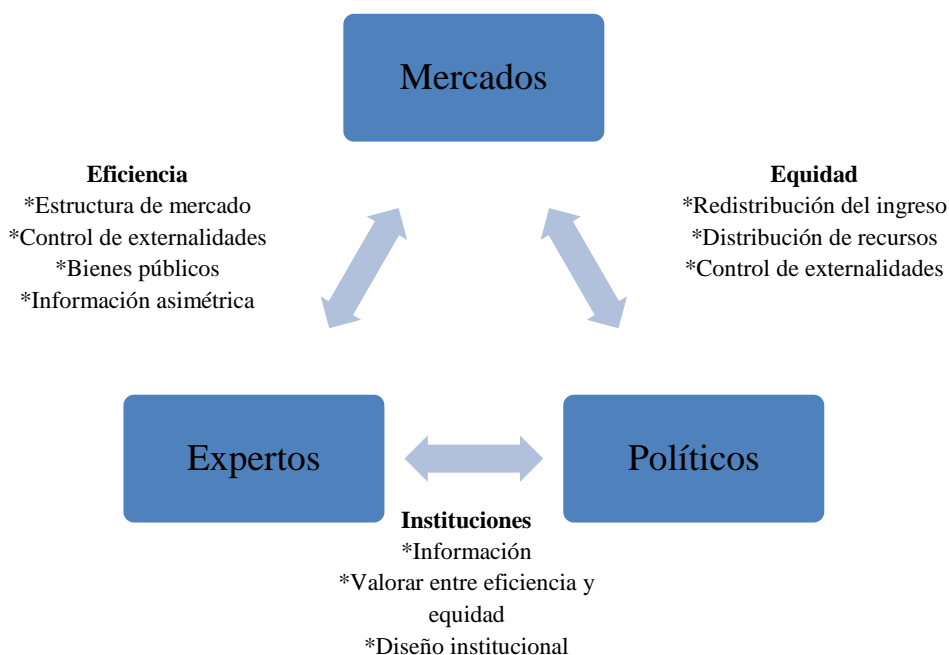 Mercados
Eficiencia
*Estructura de mercado
*Control de externalidades
*Bienes públicos
*Información asimétrica
Equidad
*Redistribución del ingreso
*Distribución de recursos
*Control de externalidades
Expertos
Políticos
Instituciones
*Información
*Valorar entre eficiencia y
equidad
*Diseño institucional